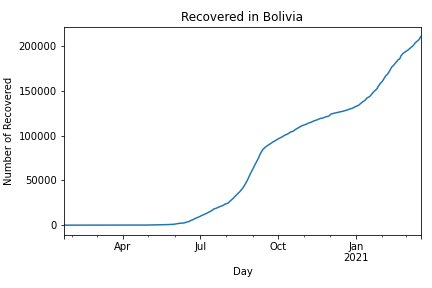 Recovered in Bolivia
Number of Recovered
200000
150000
100000
50000
0
Apr
Jul
Oct
Jan
2021
Day